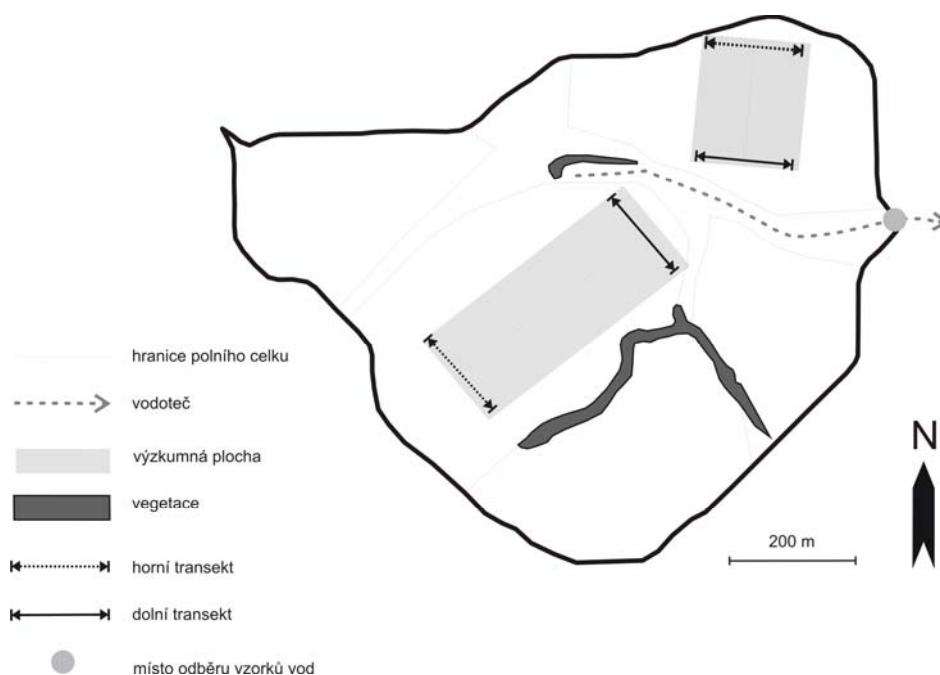 hranice polního celku
vodoteč
výzkumná plocha
vegetace
horní transekt
dolní transekt
místo odběru vzorků vod
200 m
N